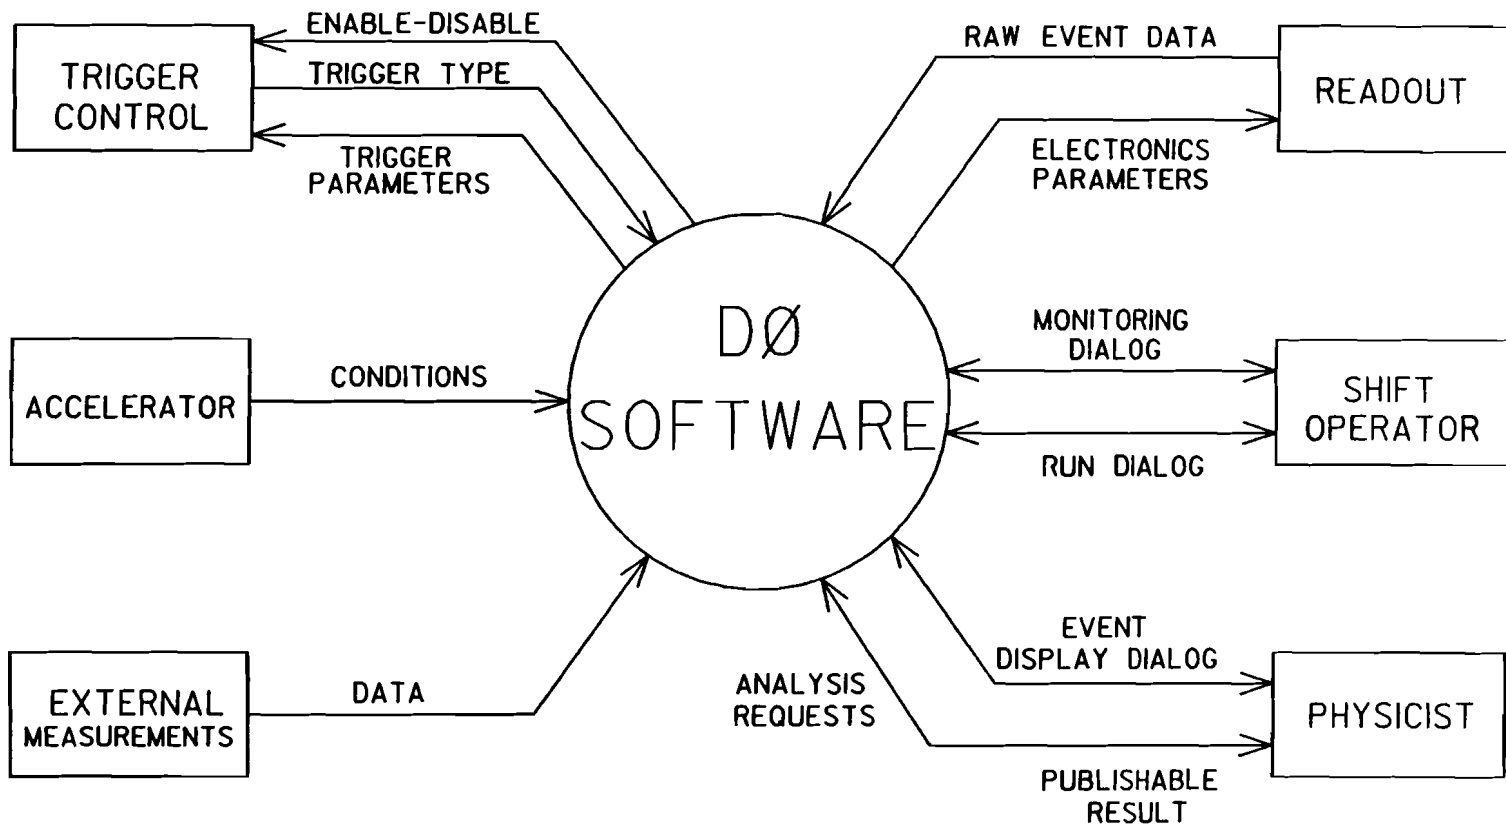 ENABLE-DISABLE
TRIGGER TYPE
TRIGGER
CONTROL
TRIGGER
PARAMETERS
RAW EVENT DATA
READOUT
ELECTRONICS
PARAMETERS
DØ
SOFTWARE
ACCELERATOR
CONDITIONS
MONITORING
DIALOG
SHIFT
OPERATOR
RUN DIALOG
EXTERNAL
MEASUREMENTS
DATA
EVENT
DISPLAY DIALOG
ANALYSIS
REQUESTS
PHYSICIST
PUBLISHABLE
RESULT